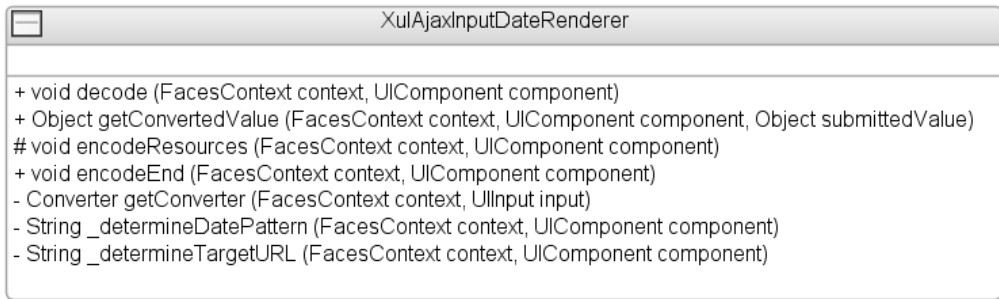 XulAjaxInputDateRenderer
+ void decode (FacesContext context, UIComponent component)
+ Object getConvertedValue (FacesContext context, UIComponent component, Object submittedValue)
# void encodeResources (FacesContext context, UIComponent component)
+ void encodeEnd (FacesContext context, UIComponent component)
- Converter getConverter (FacesContext context, UIInput input)
- String _determineDatePattern (FacesContext context, UIComponent component)
- String _determineTargetURL (FacesContext context, UIComponent component)